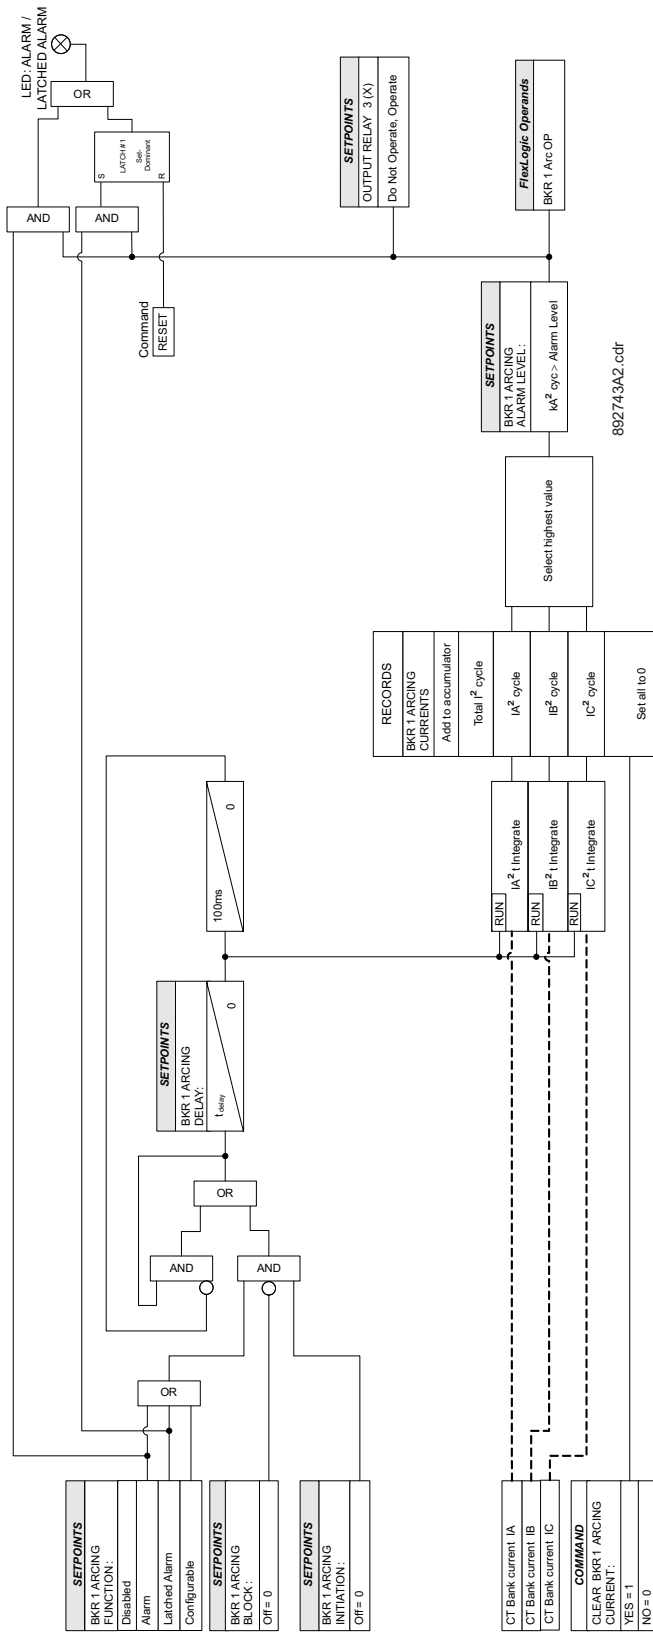 SETPOINTS
BKR 1 ARCING
FUNCTION:
Disabled
Alarm
Latched Alarm
Configurable
SETPOINTS
BKR 1 ARCING
BLOCK:
Off = 0
SETPOINTS
BKR 1 ARCING
INITIATION:
Off = 0
CT Bank current IA
CT Bank current IB
CT Bank current IC
COMMAND
CLEAR BKR 1 ARCING
CURRENT:
YES = 1
NO = 0
OR
AND
AND
OR
SETPOINTS
BKR 1 ARCING
DELAY:
t delay
0
100ms
0
RUN
IA² t Integrate
RUN
IB² t Integrate
RUN
IC² t Integrate
RECORDS
BKR 1 ARCING
CURRENTS
Add to accumulator
Total I² cycle
IA² cycle
IB² cycle
IC² cycle
Set all to 0
Select highest value
SETPOINTS
BKR 1 ARCING
ALARM LEVEL:
kA² cyc > Alarm Level
Command
RESET
AND
AND
S
LATCH #1
Set-
Dominant
R
OR
LED: ALARM /
LATCHED ALARM
SETPOINTS
OUTPUT RELAY 3 (X)
Do Not Operate, Operate
FlexLogic Operands
BKR 1 Arc OP
892743A2.cdr